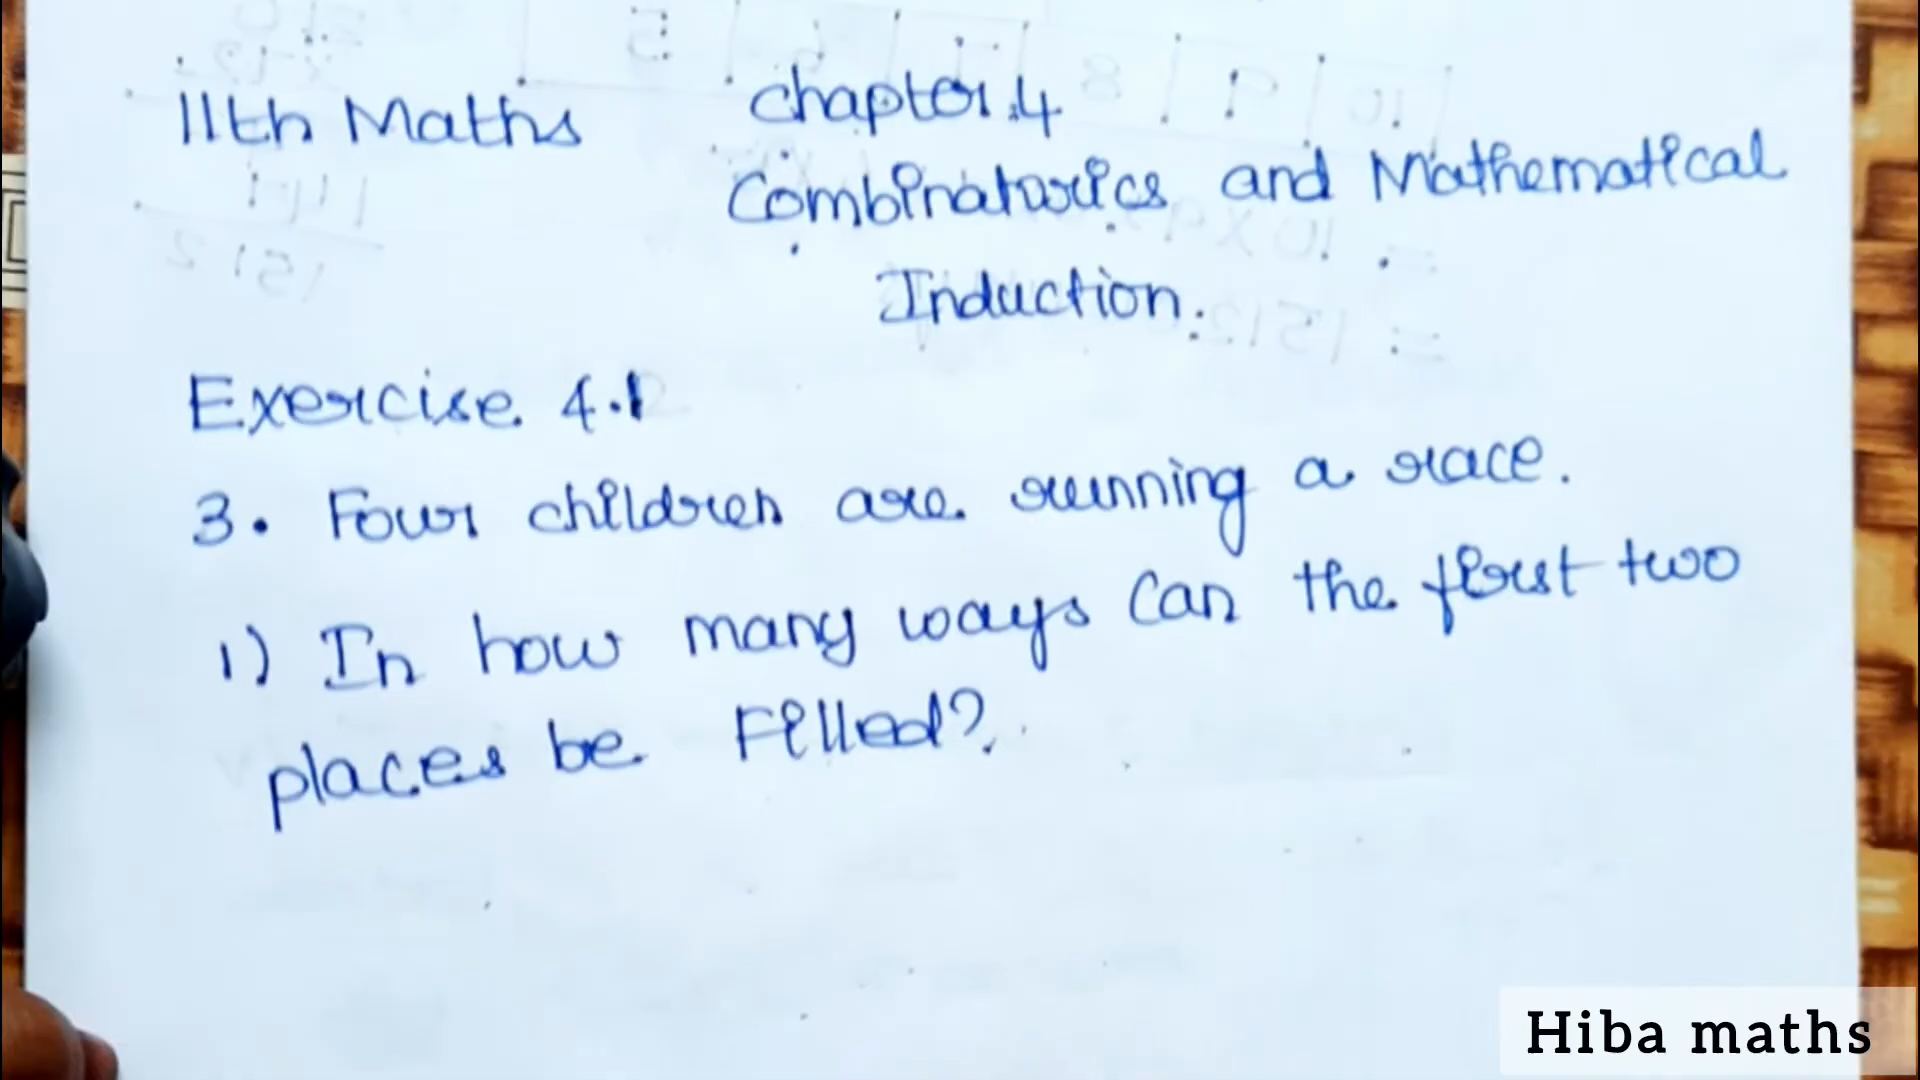 11th Maths
Chapter.4
Combinatorics and Mathematical
Induction.
Exercise 4.1
3. Four children are running a race.
1) In how many ways can the first two
places be Filled?
Hiba maths